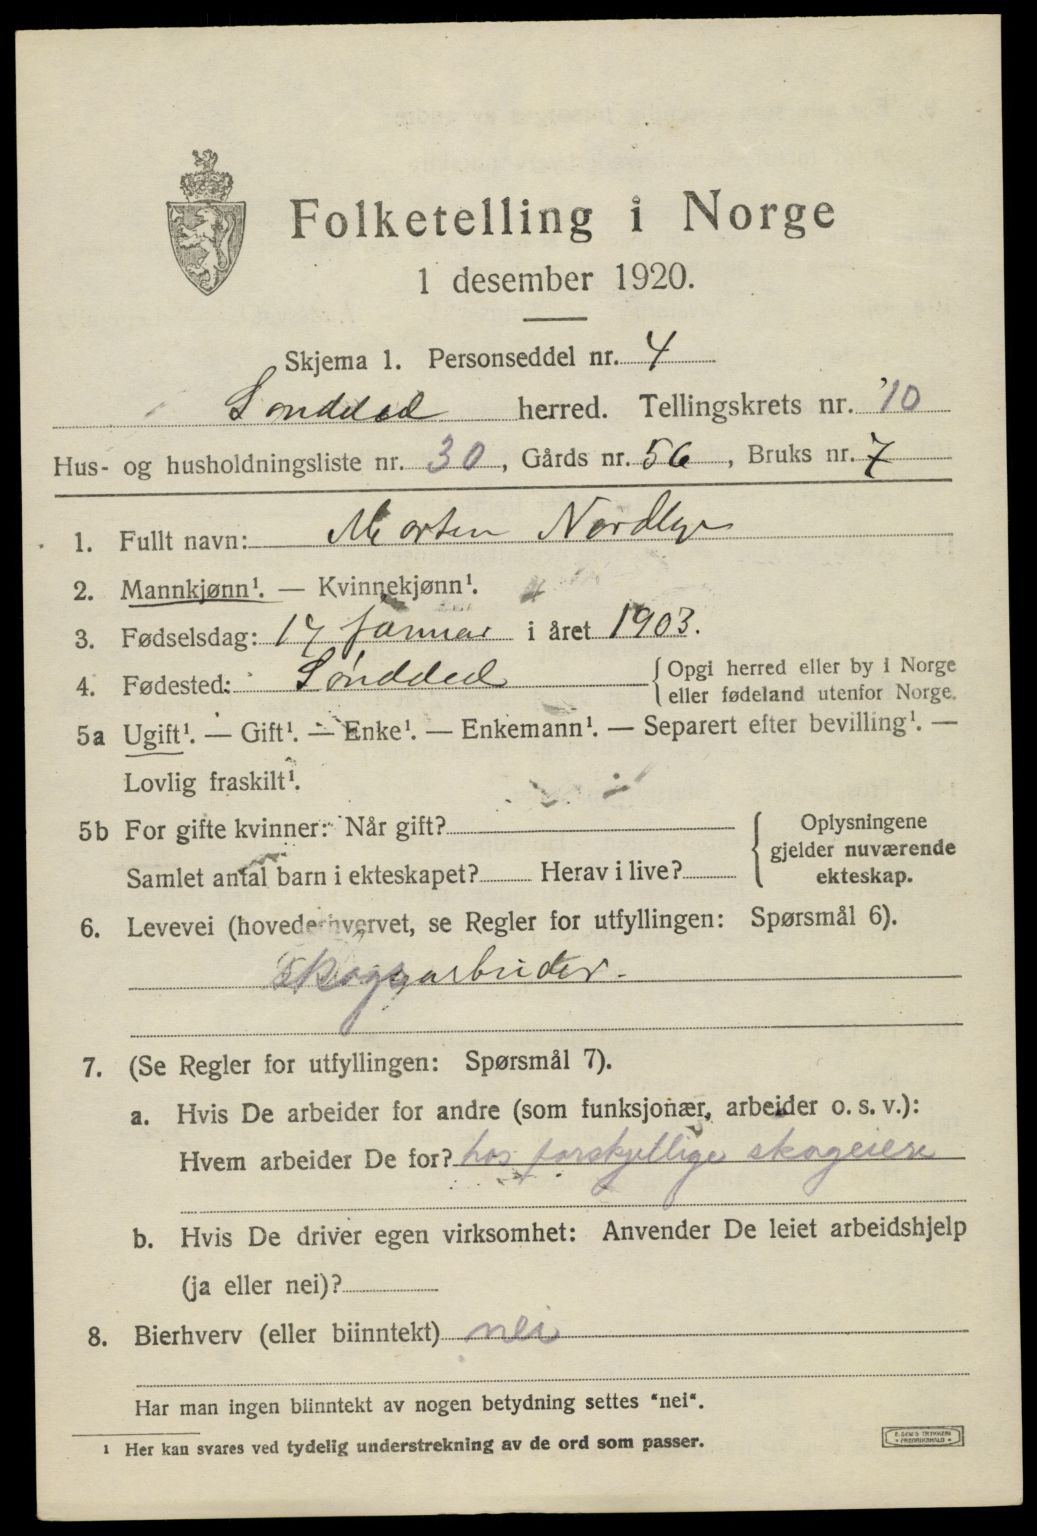 Folketelling i Norge
1 desember 1920.
Skjema 1. Personseddel nr. 4
herred. Tellingskrets nr. 10
Hus- og husholdningsliste nr. 30, Gårds nr. 56, Bruks nr. 7
1. Fullt navn: Morten Nordlys
2. Mannkjønn¹. — Kvinnekjønn¹.
3. Fødselsdag: 17 januar i året 1903.
4. Fødested: { Opgi herred eller by i Norge
eller fødeland utenfor Norge.
5a Ugift¹. — Gift¹. — Enke¹. — Enkemann¹. — Separert efter bevilling¹. —
Lovlig fraskilt¹.
5b For gifte kvinner: Når gift? { Oplysningene
gjelder nuværende
Samlet antal barn i ekteskapet? Herav i live? ekteskap.
6. Levevei (hovederhvervet, se Regler for utfyllingen: Spørsmål 6).
Skogsarbeider.
7. (Se Regler for utfyllingen: Spørsmål 7).
a. Hvis De arbeider for andre (som funksjonær, arbeider o. s. v.):
Hvem arbeider De for? hos forskjellige skogeiere
b. Hvis De driver egen virksomhet: Anvender De leiet arbeidshjelp
(ja eller nei)?
8. Bierhverv (eller biinntekt) nei
Har man ingen biinntekt av nogen betydning settes "nei".
¹ Her kan svares ved tydelig understrekning av de ord som passer.